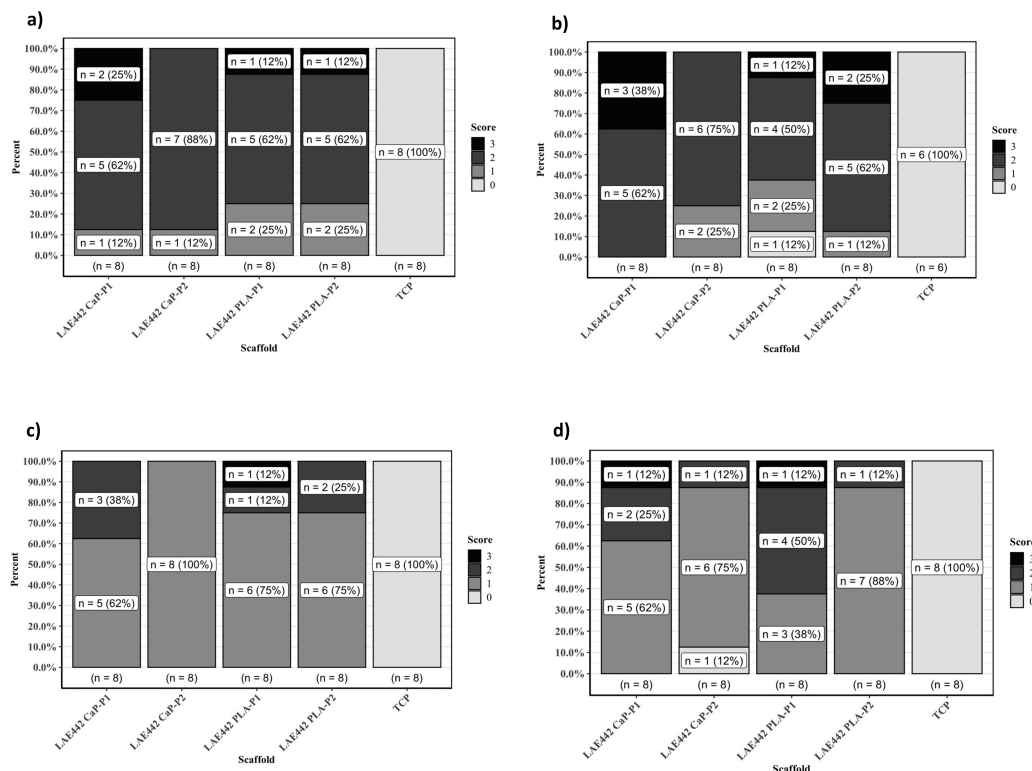 a)
100.0%
90.0%
80.0%
70.0%
60.0%
50.0%
40.0%
30.0%
20.0%
10.0%
0.0%
Percent
n = 2 (25%)
n = 5 (62%)
n = 1 (12%)
n = 7 (88%)
n = 1 (12%)
n = 1 (12%)
n = 5 (62%)
n = 2 (25%)
n = 1 (12%)
n = 5 (62%)
n = 2 (25%)
n = 8 (100%)
(n = 8)
(n = 8)
(n = 8)
(n = 8)
(n = 8)
LAE442 CaP-P1
LAE442 CaP-P2
LAE442 PLA-P1
LAE442 PLA-P2
TCP
Scaffold
Score
3
2
1
0
b)
100.0%
90.0%
80.0%
70.0%
60.0%
50.0%
40.0%
30.0%
20.0%
10.0%
0.0%
Percent
n = 3 (38%)
n = 5 (62%)
n = 6 (75%)
n = 2 (25%)
n = 1 (12%)
n = 4 (50%)
n = 2 (25%)
n = 1 (12%)
n = 2 (25%)
n = 5 (62%)
n = 1 (12%)
n = 6 (100%)
(n = 8)
(n = 8)
(n = 8)
(n = 8)
(n = 6)
LAE442 CaP-P1
LAE442 CaP-P2
LAE442 PLA-P1
LAE442 PLA-P2
TCP
Scaffold
Score
3
2
1
0
c)
100.0%
90.0%
80.0%
70.0%
60.0%
50.0%
40.0%
30.0%
20.0%
10.0%
0.0%
Percent
n = 3 (38%)
n = 5 (62%)
n = 8 (100%)
n = 1 (12%)
n = 1 (12%)
n = 6 (75%)
n = 2 (25%)
n = 6 (75%)
n = 8 (100%)
(n = 8)
(n = 8)
(n = 8)
(n = 8)
(n = 8)
LAE442 CaP-P1
LAE442 CaP-P2
LAE442 PLA-P1
LAE442 PLA-P2
TCP
Scaffold
Score
3
2
1
0
d)
100.0%
90.0%
80.0%
70.0%
60.0%
50.0%
40.0%
30.0%
20.0%
10.0%
0.0%
Percent
n = 1 (12%)
n = 2 (25%)
n = 5 (62%)
n = 1 (12%)
n = 6 (75%)
n = 1 (12%)
n = 1 (12%)
n = 4 (50%)
n = 3 (38%)
n = 1 (12%)
n = 7 (88%)
n = 8 (100%)
(n = 8)
(n = 8)
(n = 8)
(n = 8)
(n = 8)
LAE442 CaP-P1
LAE442 CaP-P2
LAE442 PLA-P1
LAE442 PLA-P2
TCP
Scaffold
Score
3
2
1
0